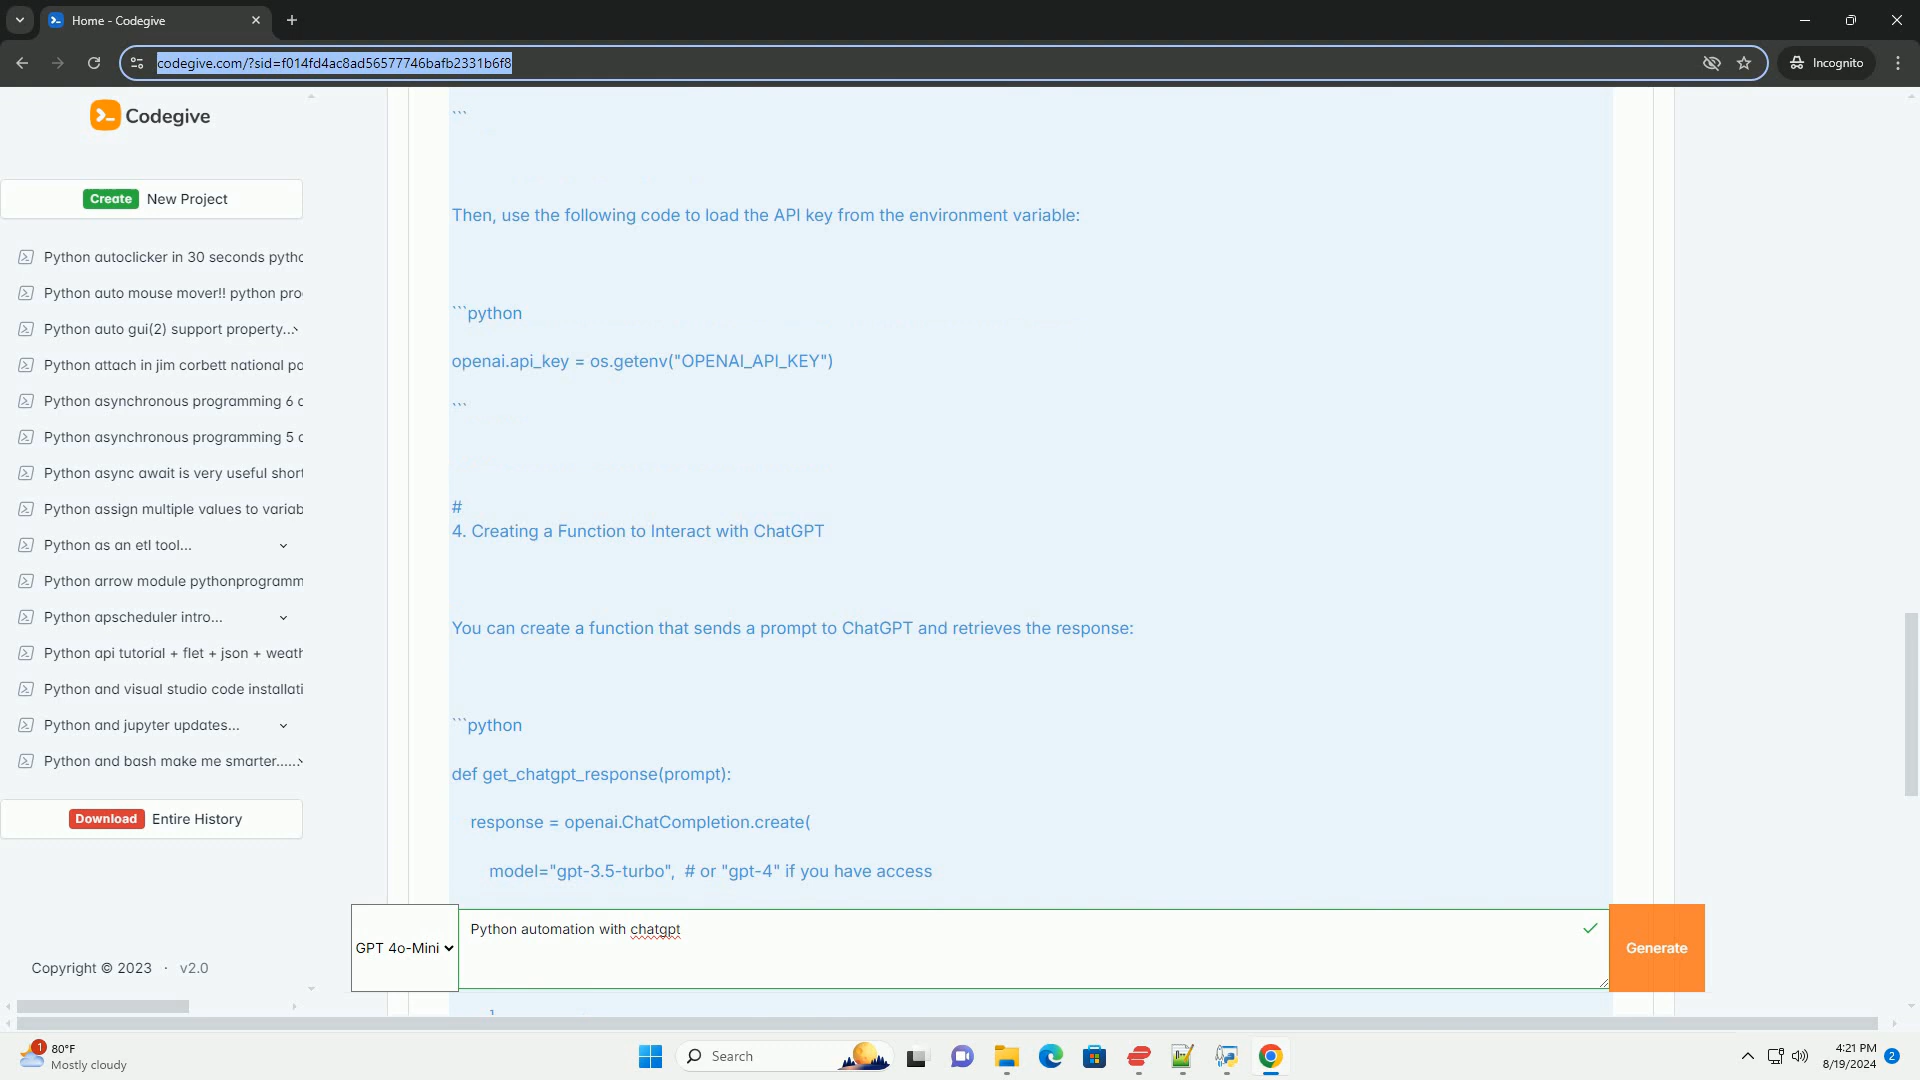 Home - Codegive
codegive.com/?sid=f014fd4ac8ad56577746bafb2331b6f8
Incognito
Codegive
Create New Project
Python autoclicker in 30 seconds pytho
Python auto mouse mover!! python pro
Python auto gui(2) support property...
Python attach in jim corbett national pa
Python asynchronous programming 6 c
Python asynchronous programming 5 c
Python async await is very useful short
Python assign multiple values to variab
Python as an etl tool...
Python arrow module pythonprogramm
Python apscheduler intro...
Python api tutorial + flet + json + weath
Python and visual studio code installati
Python and jupyter updates...
Python and bash make me smarter......
Download Entire History
Copyright © 2023 · v2.0
```
Then, use the following code to load the API key from the environment variable:
```python
openai.api_key = os.getenv("OPENAI_API_KEY")
```
#
4. Creating a Function to Interact with ChatGPT
You can create a function that sends a prompt to ChatGPT and retrieves the response:
```python
def get_chatgpt_response(prompt):
response = openai.ChatCompletion.create(
model="gpt-3.5-turbo", # or "gpt-4" if you have access
GPT 4o-Mini
Python automation with chatgpt
Generate
]
1
80°F
Mostly cloudy
Search
4:21 PM
8/19/2024
2